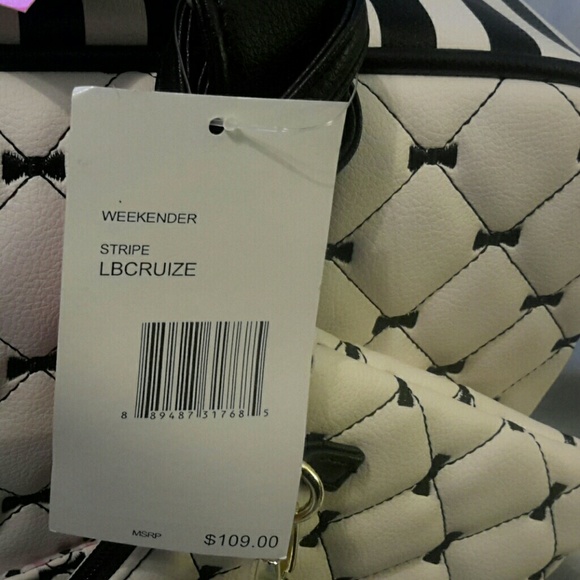 WEEKENDER
STRIPE
LBCRUIZE
8 89487 31768 5
MSRP $109.00